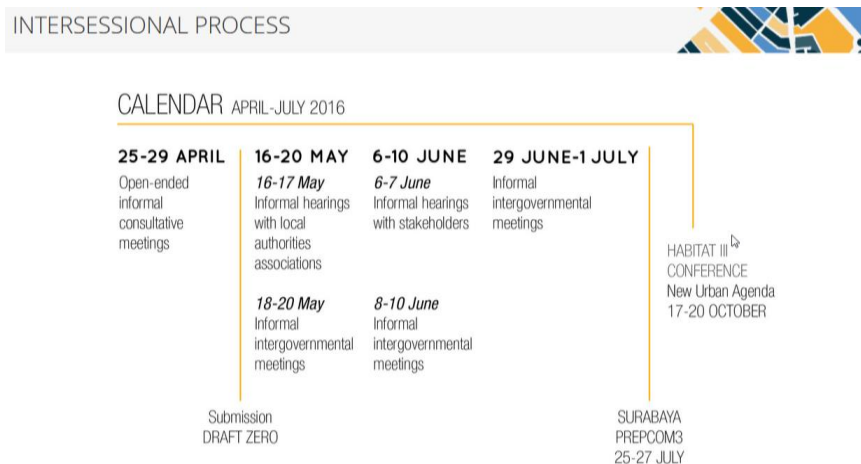 INTERSESSIONAL PROCESS
CALENDAR APRIL-JULY 2016
25-29 APRIL
Open-ended
informal
consultative
meetings
16-20 MAY
16-17 May
Informal hearings
with local
authorities
associations
18-20 May
Informal
intergovernmental
meetings
6-10 JUNE
6-7 June
Informal hearings
with stakeholders
8-10 June
Informal
intergovernmental
meetings
29 JUNE-1 JULY
Informal
intergovernmental
meetings
HABITAT III
CONFERENCE
New Urban Agenda
17-20 OCTOBER
Submission
DRAFT ZERO
SURABAYA
PREPCOM3
25-27 JULY